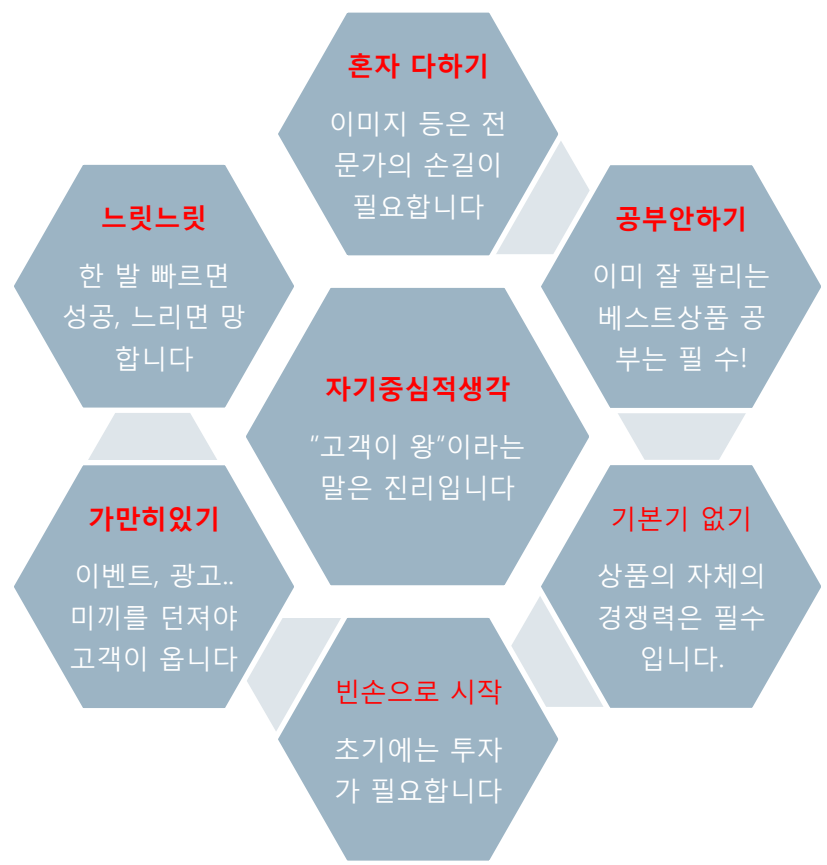 혼자 다하기
이미지 등은 전
문가의 손길이
필요합니다
느릿느릿
한 발 빠르면
성공, 느리면 망
합니다
공부안하기
이미 잘 팔리는
베스트상품 공
부는 필 수!
자기중심적생각
“고객이 왕“이라는
말은 진리입니다
가만히있기
이벤트, 광고..
미끼를 던져야
고객이 옵니다
기본기 없기
상품의 자체의
경쟁력은 필수
입니다.
빈손으로 시작
초기에는 투자
가 필요합니다